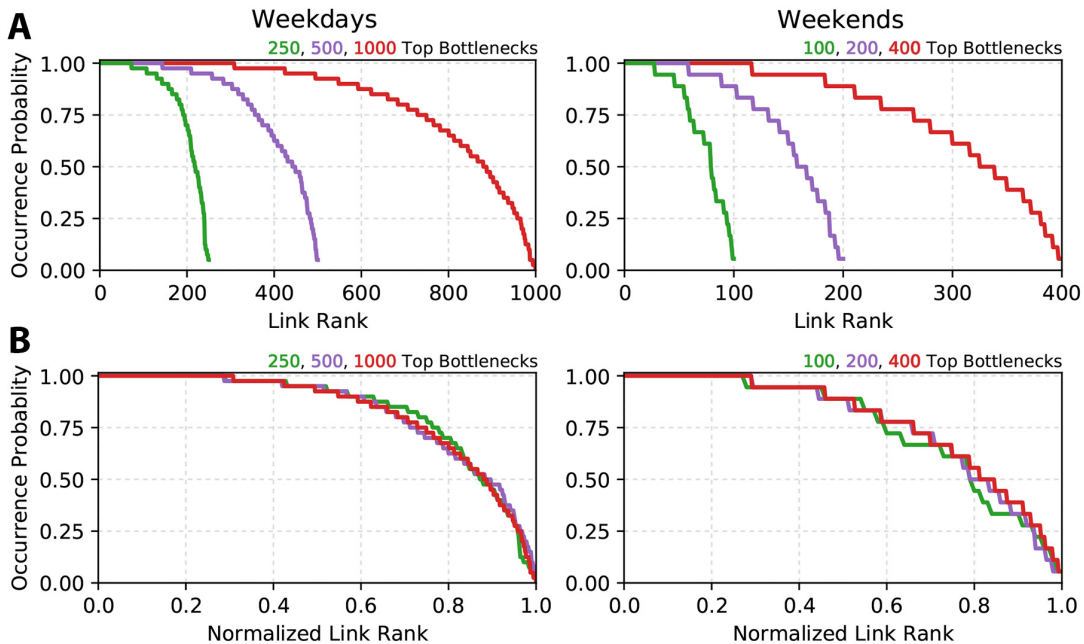 A
Weekdays
Weekends
250, 500, 1000 Top Bottlenecks
100, 200, 400 Top Bottlenecks
Occurrence Probablity
1.00
0.75
0.50
0.25
0.00
0 200 400 600 800 1000
Link Rank
1.00
0.75
0.50
0.25
0.00
0 100 200 300 400
Link Rank
B
250, 500, 1000 Top Bottlenecks
100, 200, 400 Top Bottlenecks
Occurrence Probablity
1.00
0.75
0.50
0.25
0.00
0.0 0.2 0.4 0.6 0.8 1.0
Normalized Link Rank
1.00
0.75
0.50
0.25
0.00
0.0 0.2 0.4 0.6 0.8 1.0
Normalized Link Rank